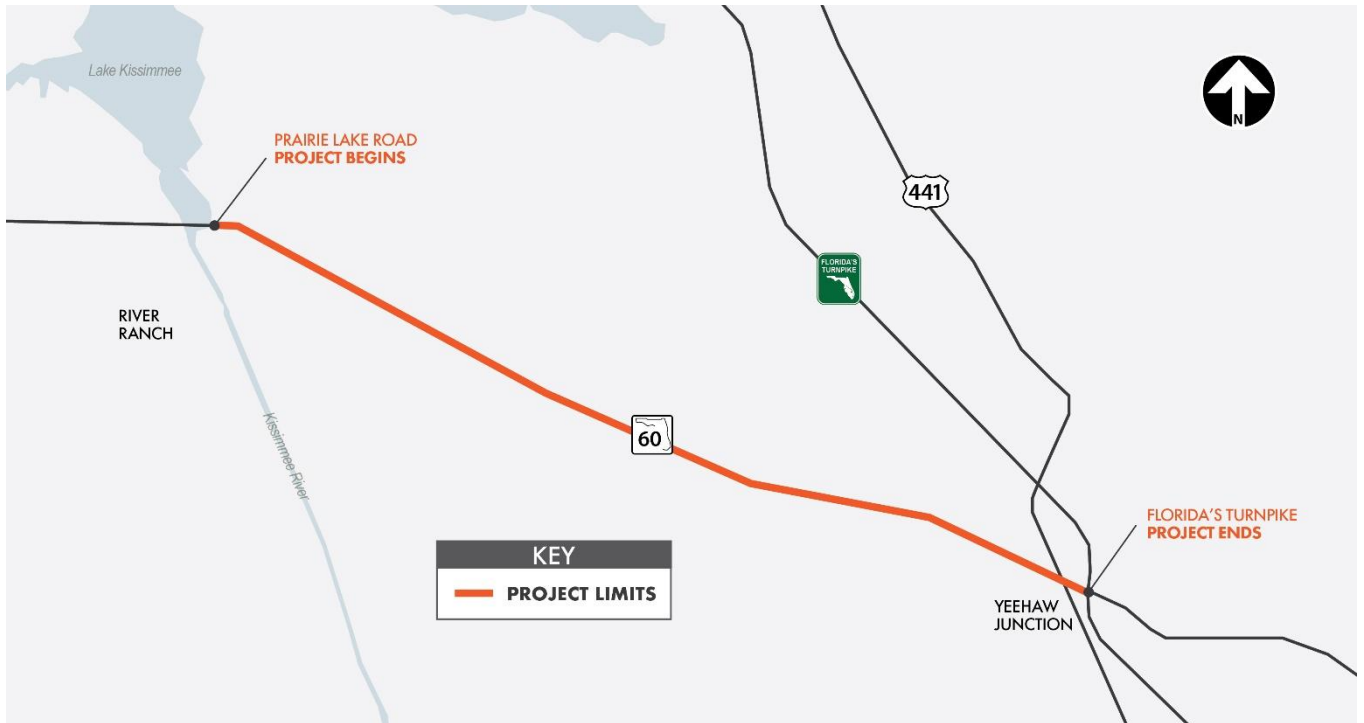 Lake Kissimmee
PRAIRIE LAKE ROAD
PROJECT BEGINS
N
441
FLORIDA'S
TURNPIKE
RIVER
RANCH
60
Kissimmee River
FLORIDA'S TURNPIKE
PROJECT ENDS
KEY
PROJECT LIMITS
YEEHAW
JUNCTION